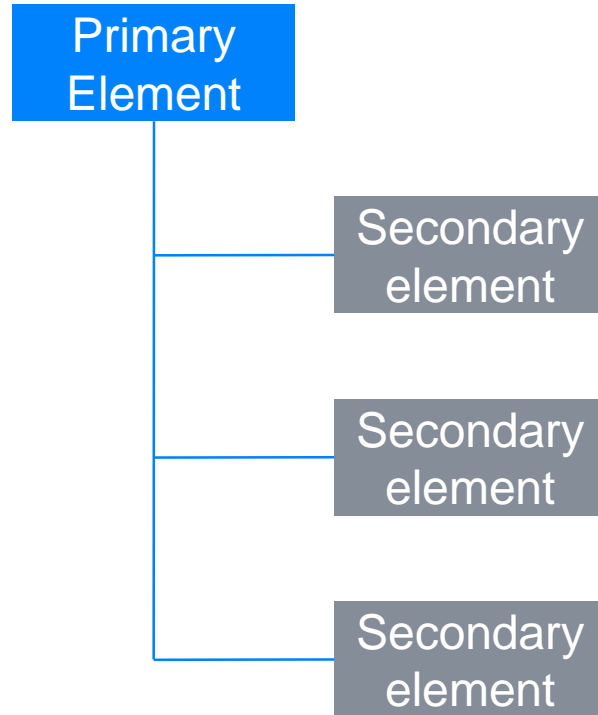 Primary
Element
Secondary
element
Secondary
element
Secondary
element